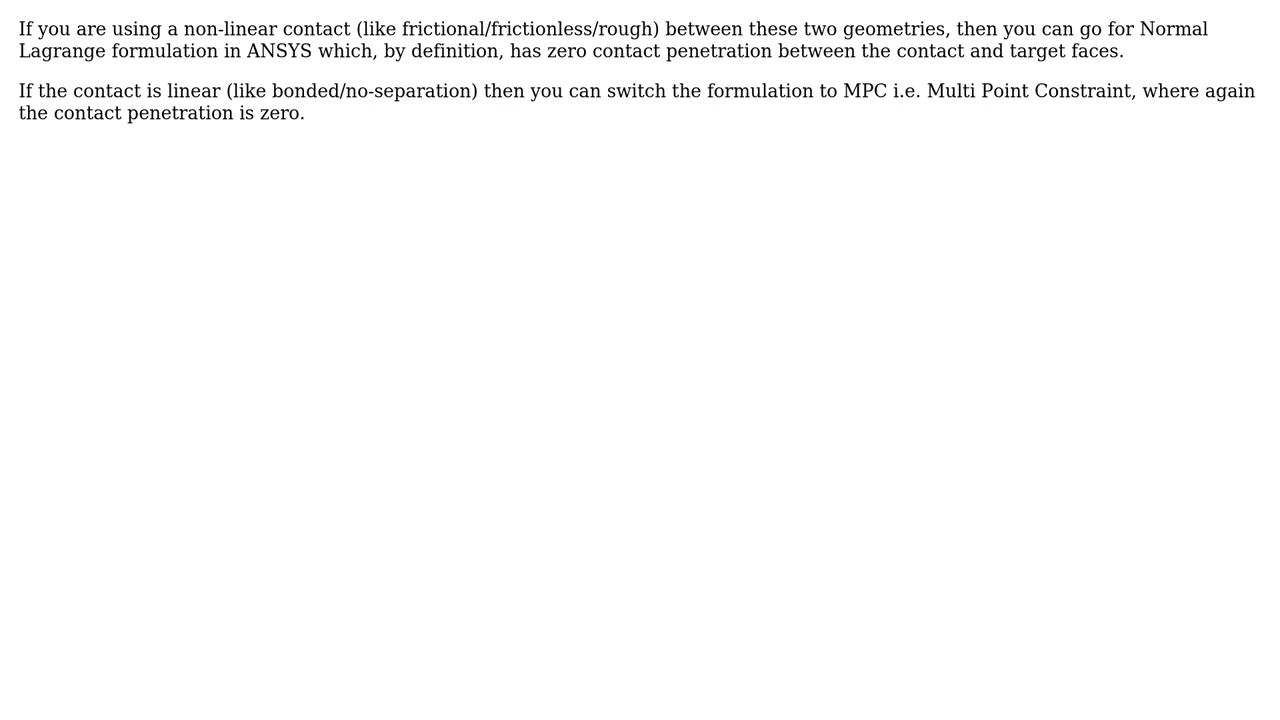 If you are using a non-linear contact (like frictional/frictionless/rough) between these two geometries, then you can go for Normal
Lagrange formulation in ANSYS which, by definition, has zero contact penetration between the contact and target faces.
If the contact is linear (like bonded/no-separation) then you can switch the formulation to MPC i.e. Multi Point Constraint, where again
the contact penetration is zero.